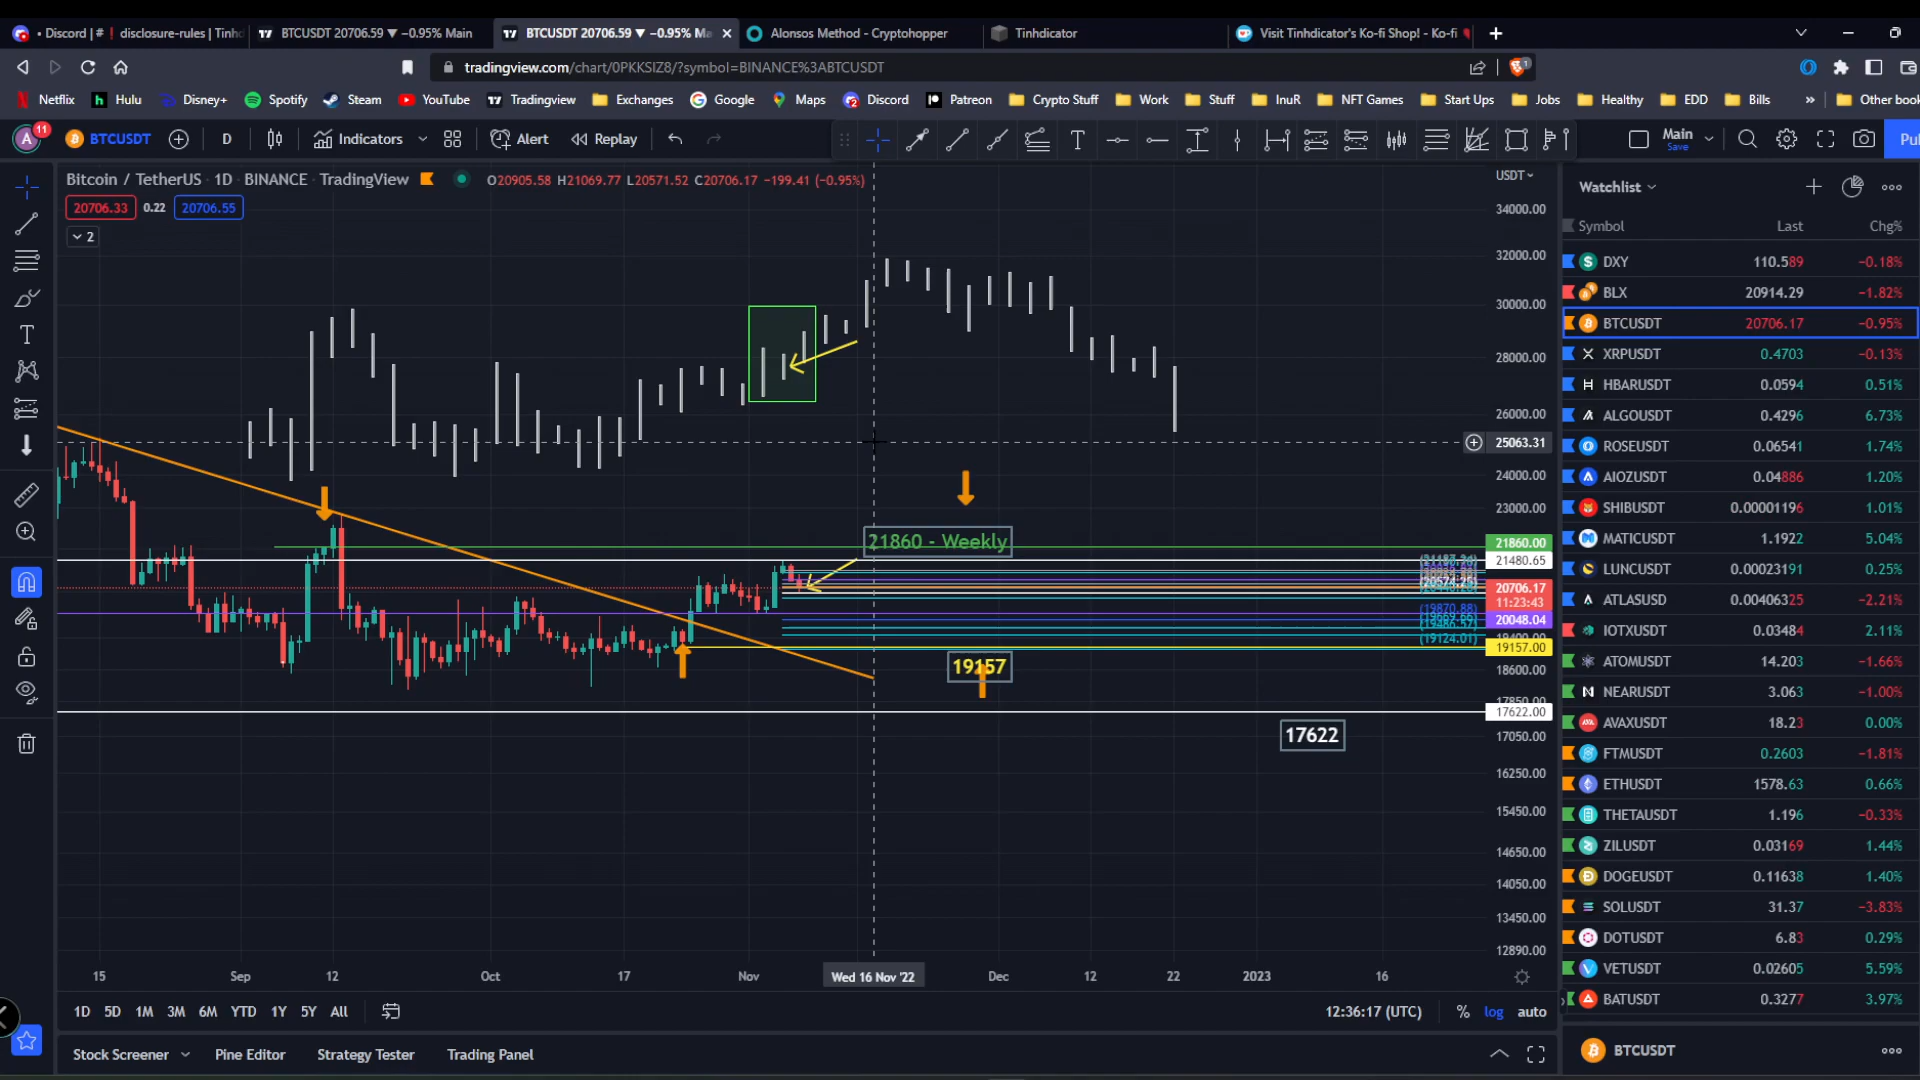 • Discord | # ❗ disclosure-rules | Tinhd
BTCUSDT 20706.59 ▼ −0.95% Main
BTCUSDT 20706.59 ▼ −0.95% Ma
Alonsos Method - Cryptohopper
Tinhdicator
Visit Tinhdicator's Ko-fi Shop! - Ko-fi
tradingview.com/chart/0PKKSIZ8/?symbol=BINANCE%3ABTCUSDT
Netflix Hulu Disney+ Spotify Steam YouTube Tradingview Exchanges Google Maps Discord Patreon Crypto Stuff Work Stuff InuR NFT Games Start Ups Jobs Healthy EDD Bills » Other book
A 11 BTCUSDT D Indicators Alert Replay T Main Save Pul
Bitcoin / TetherUS · 1D · BINANCE · TradingView O20905.58 H21069.77 L20571.52 C20706.17 −199.41 (−0.95%)
20706.33 0.22 20706.55
2
USDT
34000.00
32000.00
30000.00
28000.00
26000.00
25063.31
24000.00
23000.00
21860 - Weekly
21860.00
21480.65
20706.17
11:23:43
(19870.88)
20048.04
(19124.01)
19157.00
19157
18600.00
17850.00
17622.00
17622
17050.00
16250.00
15450.00
14650.00
14050.00
13450.00
12890.00
15 Sep 12 Oct 17 Nov Wed 16 Nov '22 Dec 12 22 2023 16
1D 5D 1M 3M 6M YTD 1Y 5Y All
12:36:17 (UTC) % log auto
Stock Screener Pine Editor Strategy Tester Trading Panel
Watchlist
Symbol Last Chg%
DXY 110.589 −0.18%
BLX 20914.29 −1.82%
BTCUSDT 20706.17 −0.95%
XRPUSDT 0.4703 −0.13%
HBARUSDT 0.0594 0.51%
ALGOUSDT 0.4296 6.73%
ROSEUSDT 0.06541 1.74%
AIOZUSDT 0.04886 1.20%
SHIBUSDT 0.00001196 1.01%
MATICUSDT 1.1922 5.04%
LUNCUSDT 0.00023191 0.25%
ATLASUSD 0.00406325 −2.21%
IOTXUSDT 0.03484 2.11%
ATOMUSDT 14.203 −1.66%
NEARUSDT 3.063 −1.00%
AVAXUSDT 18.23 0.00%
FTMUSDT 0.2603 −1.81%
ETHUSDT 1578.63 0.66%
THETAUSDT 1.196 −0.33%
ZILUSDT 0.03169 1.44%
DOGEUSDT 0.11638 1.40%
SOLUSDT 31.37 −3.83%
DOTUSDT 6.83 0.29%
VETUSDT 0.02605 5.59%
BATUSDT 0.3277 3.97%
BTCUSDT